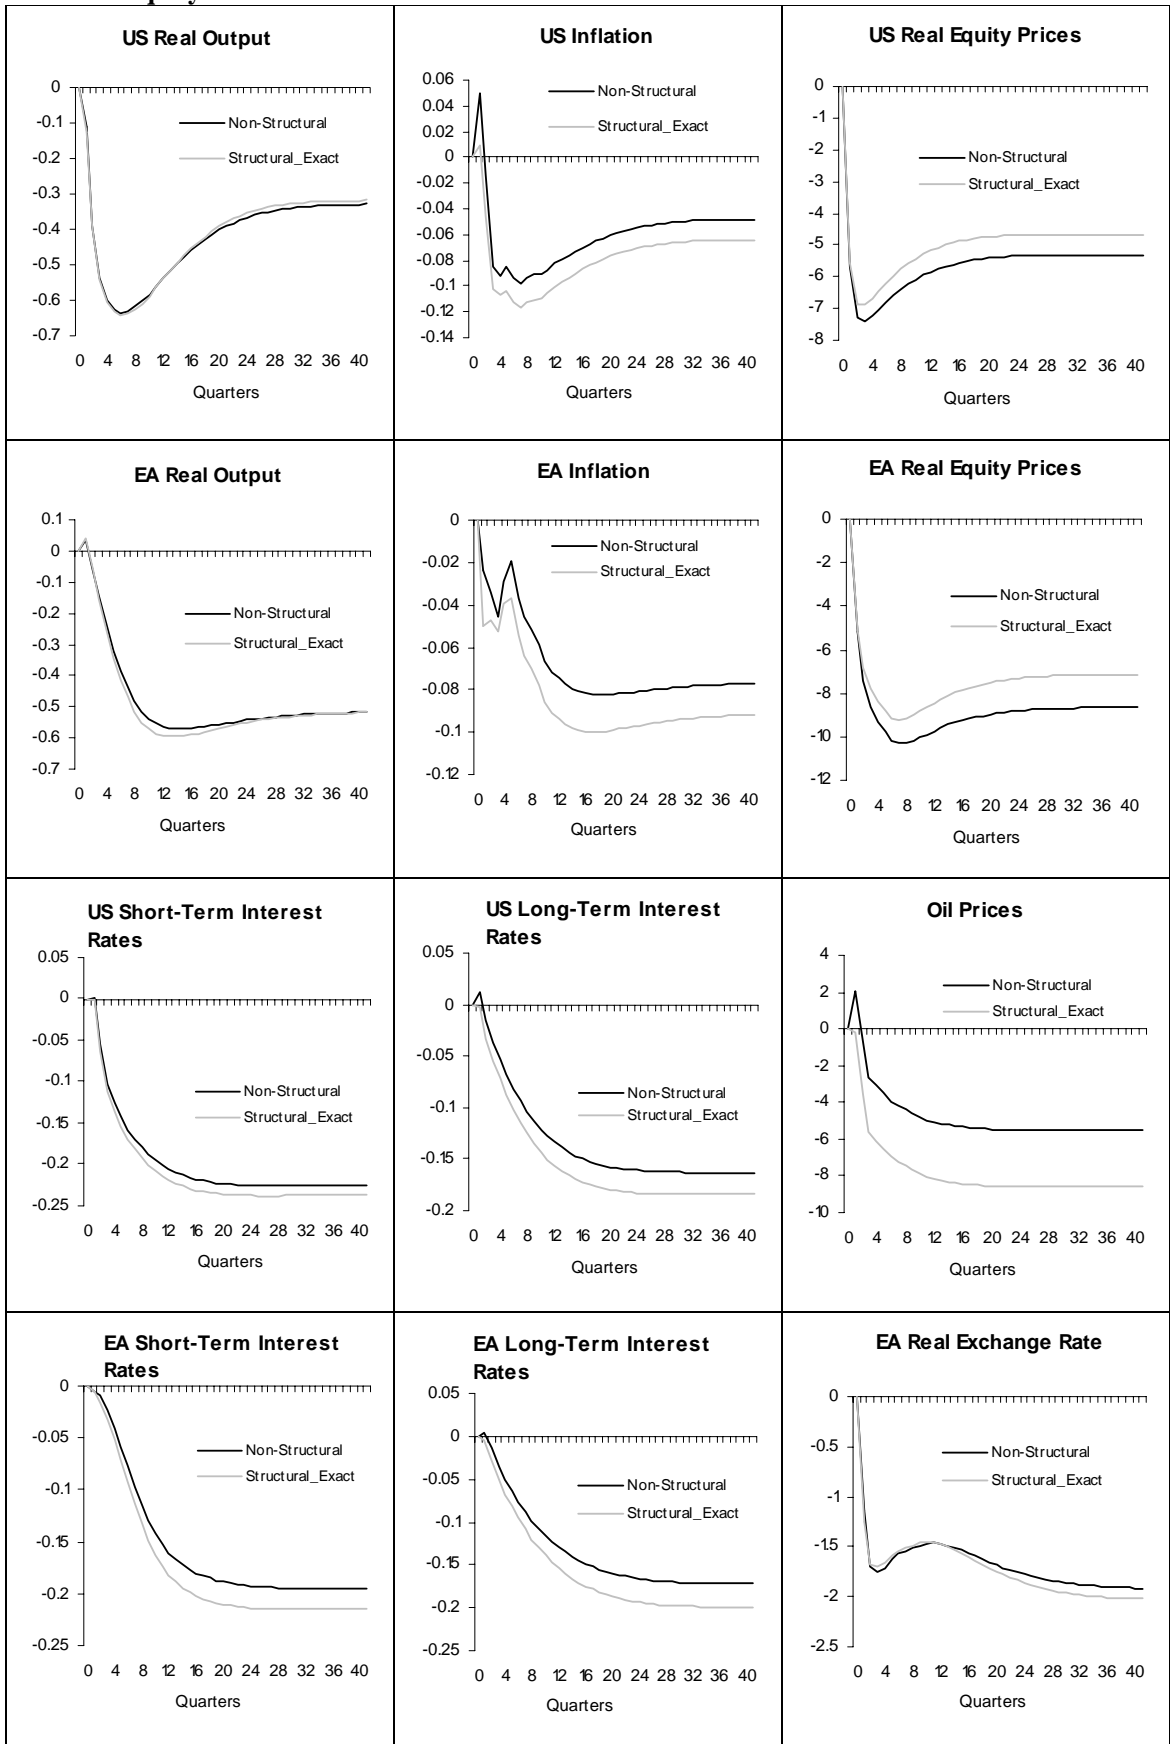 US Real Output
0
-0.1
-0.2
-0.3
-0.4
-0.5
-0.6
-0.7
Non-Structural
Structural_Exact
0 4 8 12 16 20 24 28 32 36 40
Quarters
US Inflation
0.06
0.04
0.02
0
-0.02
-0.04
-0.06
-0.08
-0.1
-0.12
-0.14
Non-Structural
Structural_Exact
0 4 8 12 16 20 24 28 32 36 40
Quarters
US Real Equity Prices
0
-1
-2
-3
-4
-5
-6
-7
-8
Non-Structural
Structural_Exact
0 4 8 12 16 20 24 28 32 36 40
Quarters
EA Real Output
0.1
0
-0.1
-0.2
-0.3
-0.4
-0.5
-0.6
-0.7
Non-Structural
Structural_Exact
0 4 8 12 16 20 24 28 32 36 40
Quarters
EA Inflation
0
-0.02
-0.04
-0.06
-0.08
-0.1
-0.12
Non-Structural
Structural_Exact
0 4 8 12 16 20 24 28 32 36 40
Quarters
EA Real Equity Prices
0
-2
-4
-6
-8
-10
-12
Non-Structural
Structural_Exact
0 4 8 12 16 20 24 28 32 36 40
Quarters
US Short-Term Interest
Rates
0.05
0
-0.05
-0.1
-0.15
-0.2
-0.25
Non-Structural
Structural_Exact
0 4 8 12 16 20 24 28 32 36 40
Quarters
US Long-Term Interest
Rates
0.05
0
-0.05
-0.1
-0.15
-0.2
Non-Structural
Structural_Exact
0 4 8 12 16 20 24 28 32 36 40
Quarters
Oil Prices
4
2
0
-2
-4
-6
-8
-10
Non-Structural
Structural_Exact
0 4 8 12 16 20 24 28 32 36 40
Quarters
EA Short-Term Interest
Rates
0
-0.05
-0.1
-0.15
-0.2
-0.25
Non-Structural
Structural_Exact
0 4 8 12 16 20 24 28 32 36 40
Quarters
EA Long-Term Interest
Rates
0.05
0
-0.05
-0.1
-0.15
-0.2
-0.25
Non-Structural
Structural_Exact
0 4 8 12 16 20 24 28 32 36 40
Quarters
EA Real Exchange Rate
0
-0.5
-1
-1.5
-2
-2.5
Non-Structural
Structural_Exact
0 4 8 12 16 20 24 28 32 36 40
Quarters